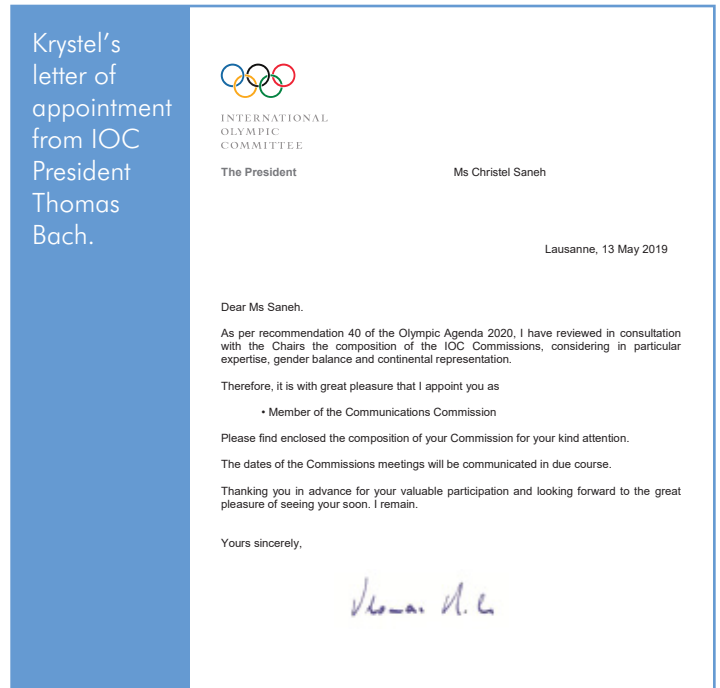 Krystel's
letter of
appointment
from IOC
President
Thomas
Bach.
INTERNATIONAL
OLYMPIC
COMMITTEE
The President Ms Christel Saneh
Lausanne, 13 May 2019
Dear Ms Saneh.
As per recommendation 40 of the Olympic Agenda 2020, I have reviewed in consultation
with the Chairs the composition of the IOC Commissions, considering in particular
expertise, gender balance and continental representation.
Therefore, it is with great pleasure that I appoint you as
• Member of the Communications Commission
Please find enclosed the composition of your Commission for your kind attention.
The dates of the Commissions meetings will be communicated in due course.
Thanking you in advance for your valuable participation and looking forward to the great
pleasure of seeing your soon. I remain.
Yours sincerely,